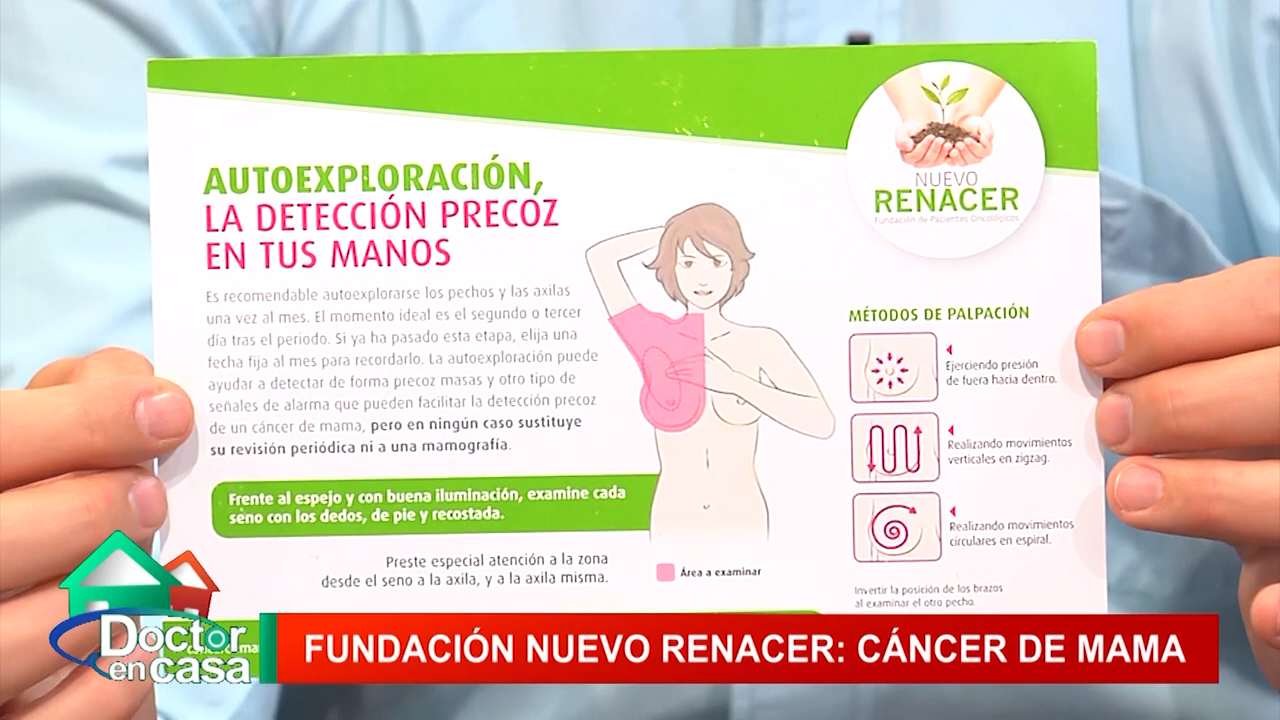 NUEVO
RENACER
Fundación de Pacientes Oncológicos
AUTOEXPLORACIÓN,
LA DETECCIÓN PRECOZ
EN TUS MANOS
Es recomendable autoexplorarse los pechos y las axilas
una vez al mes. El momento ideal es el segundo o tercer
día tras el periodo. Si ya ha pasado esta etapa, elija una
fecha fija al mes para recordarlo. La autoexploración puede
ayudar a detectar de forma precoz masas y otro tipo de
señales de alarma que pueden facilitar la detección precoz
de un cáncer de mama, pero en ningún caso sustituye
su revisión periódica ni a una mamografía.
Frente al espejo y con buena iluminación, examine cada
seno con los dedos, de pie y recostada.
Preste especial atención a la zona
desde el seno a la axila, y a la axila misma.
Área a examinar
MÉTODOS DE PALPACIÓN
Ejerciendo presión
de fuera hacia dentro.
Realizando movimientos
verticales en zigzag.
Realizando movimientos
circulares en espiral.
Invertir la posición de los brazos
al examinar el otro pecho.
Doctor
en casa
FUNDACIÓN NUEVO RENACER: CÁNCER DE MAMA